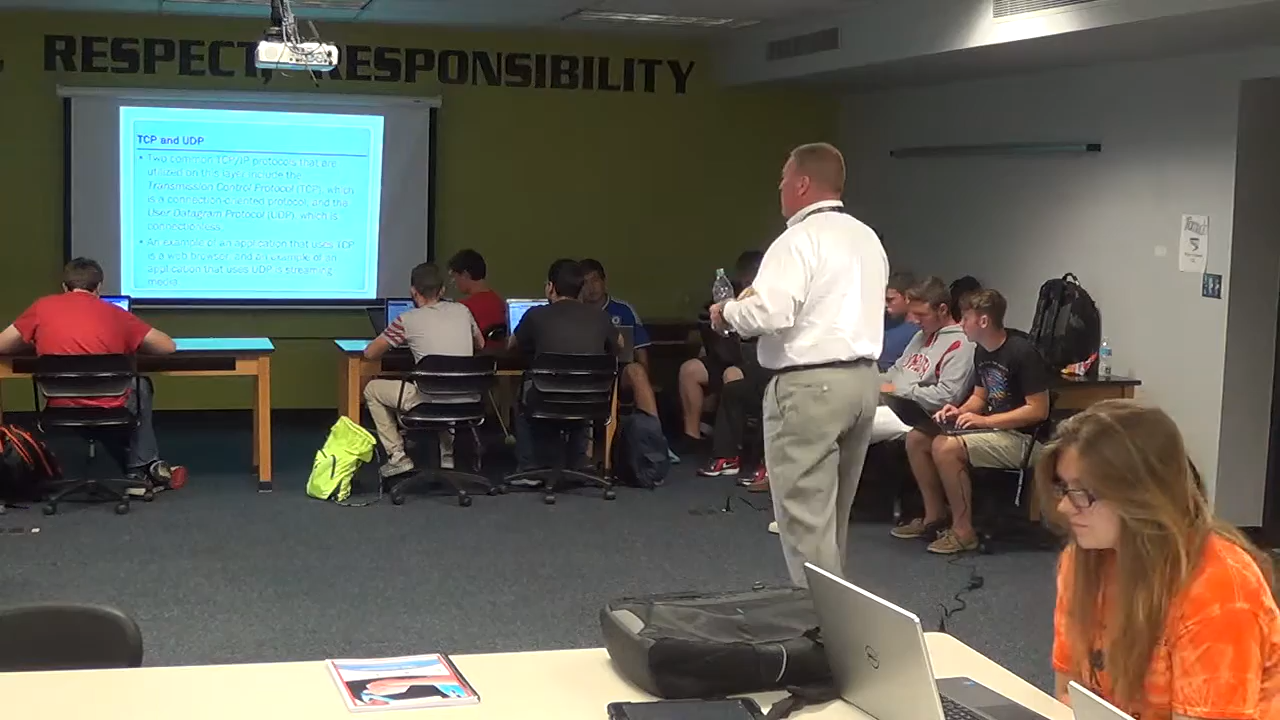 RESPECT, RESPONSIBILITY
TCP and UDP
• Two common TCP/IP protocols that are
utilized on this layer include the
Transmission Control Protocol (TCP), which
is a connection-oriented protocol, and the
User Datagram Protocol (UDP), which is
connectionless.
• An example of an application that uses TCP
is a web browser, and an example of an
application that uses UDP is streaming
media.